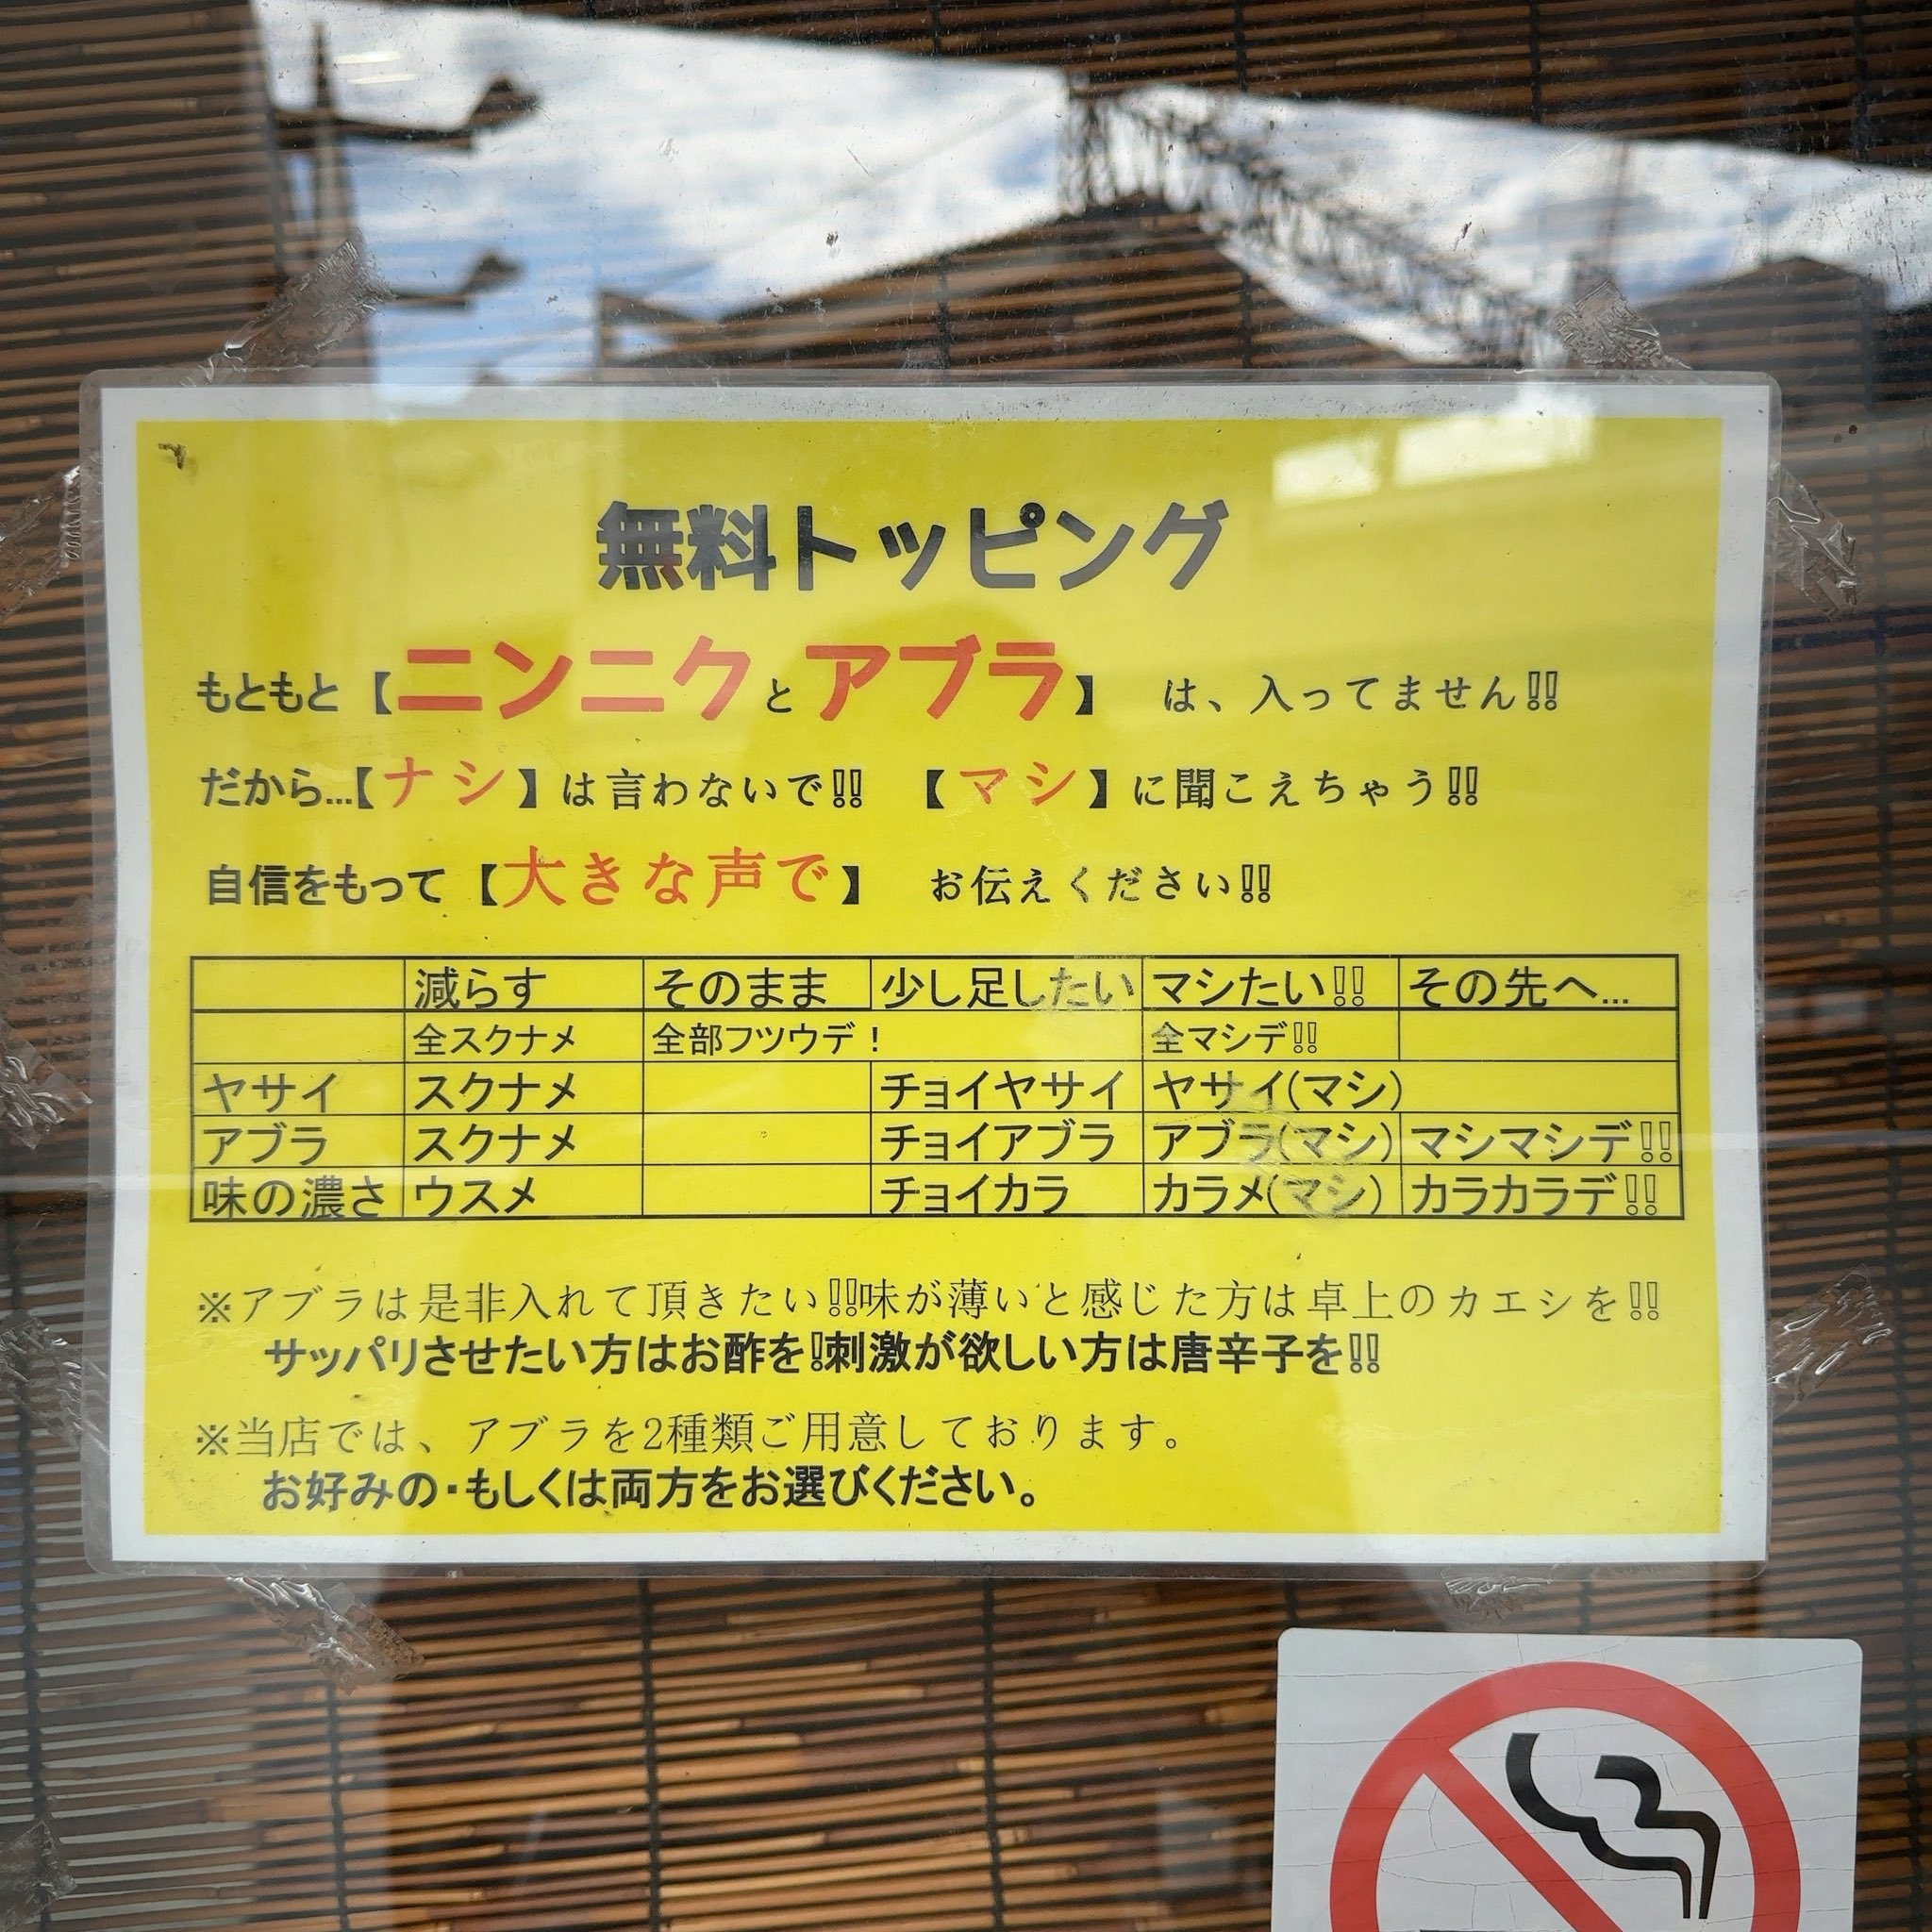 無料トッピング
もともと【ニンニクとアブラ】 は、入ってません!!
だから...【ナシ】は言わないで!! 【マシ】に聞こえちゃう!!
自信をもって【大きな声で】 お伝えください!!
減らす そのまま 少し足したい マシたい!! その先へ...
全スクナメ 全部フツウデ! 全マシデ!!
ヤサイ スクナメ チョイヤサイ ヤサイ(マシ)
アブラ スクナメ チョイアブラ アブラ(マシ) マシマシデ!!
味の濃さ ウスメ チョイカラ カラメ(マシ) カラカラデ!!
※アブラは是非入れて頂きたい!!味が薄いと感じた方は卓上のカエシを!!
サッパリさせたい方はお酢を!刺激が欲しい方は唐辛子を!!
※当店では、アブラを2種類ご用意しております。
お好みの・もしくは両方をお選びください。